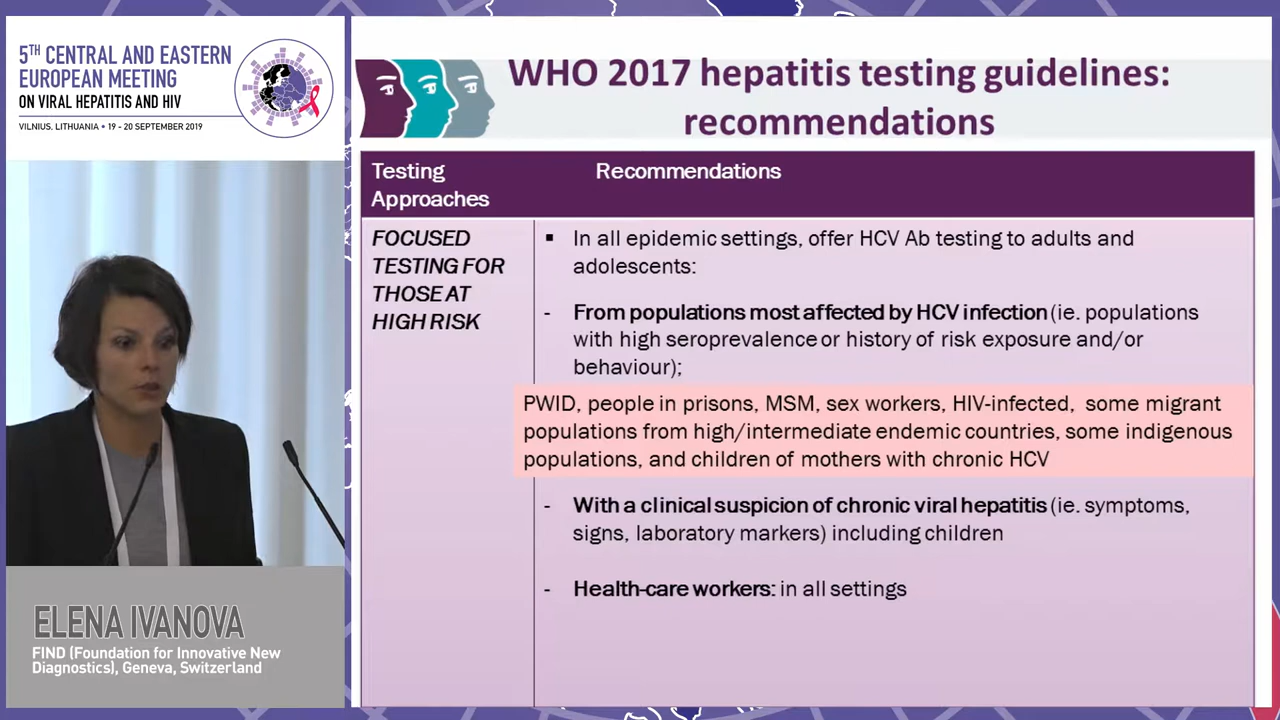 5TH CENTRAL AND EASTERN
EUROPEAN MEETING
ON VIRAL HEPATITIS AND HIV
VILNIUS, LITHUANIA • 19 - 20 SEPTEMBER 2019
ELENA IVANOVA
FIND (Foundation for Innovative New
Diagnostics), Geneva, Switzerland
WHO 2017 hepatitis testing guidelines:
recommendations
Testing
Approaches
Recommendations
FOCUSED
TESTING FOR
THOSE AT
HIGH RISK
▪ In all epidemic settings, offer HCV Ab testing to adults and
adolescents:
- From populations most affected by HCV infection (ie. populations
with high seroprevalence or history of risk exposure and/or
behaviour);
PWID, people in prisons, MSM, sex workers, HIV-infected, some migrant
populations from high/intermediate endemic countries, some indigenous
populations, and children of mothers with chronic HCV
- With a clinical suspicion of chronic viral hepatitis (ie. symptoms,
signs, laboratory markers) including children
- Health-care workers: in all settings